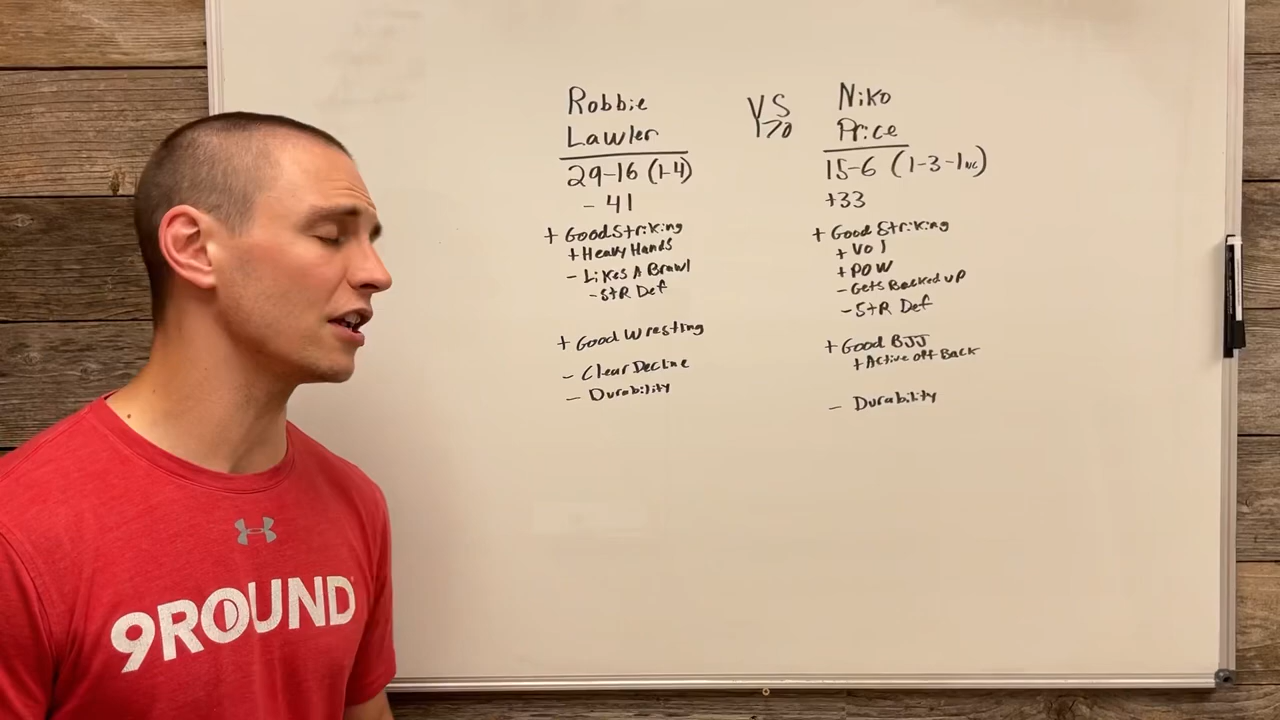 Robbie
Lawler
29-16 (1-4)
- 41
+ Good Striking
+ Heavy Hands
- Likes A Brawl
- STR Def
+ Good Wrestling
- Clear Decline
- Durability
VS
170
Niko
Price
15-6 (1-3-1NC)
+33
+ Good Striking
+ Vol
+ POW
- Gets Backed up
- STR Def
+ Good BJJ
+ Active off Back
- Durability
9ROUND